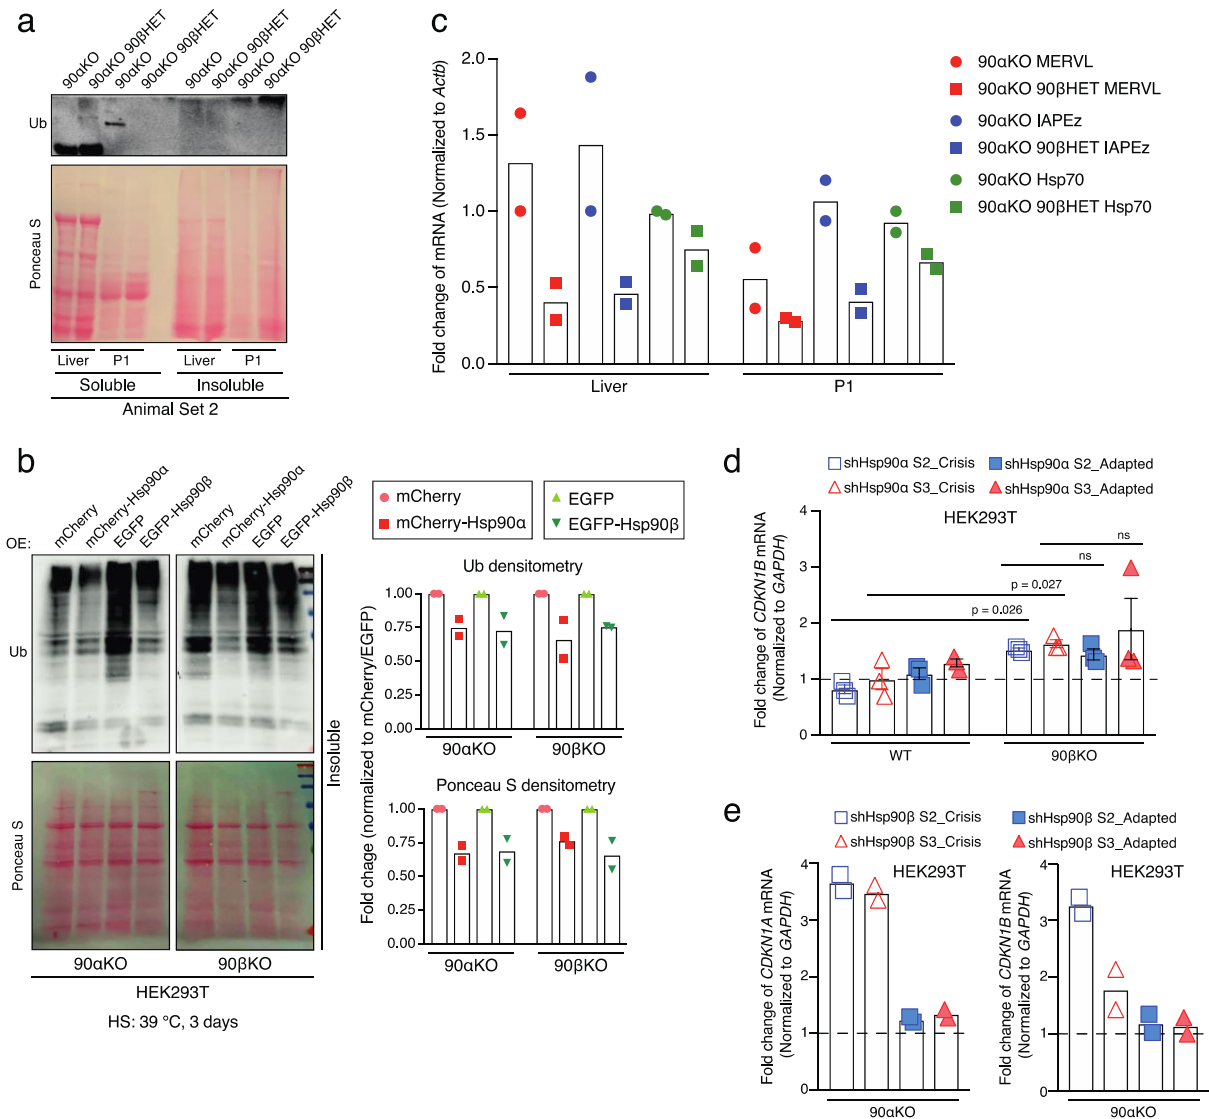 a
90αKO
90αKO 90βHET
90αKO
90αKO 90βHET
90αKO
90αKO 90βHET
90αKO
90αKO 90βHET
Ub
Ponceau S
Liver
P1
Liver
P1
Soluble
Insoluble
Animal Set 2
c
Fold change of mRNA (Normalized to Actb)
2.0
1.5
1.0
0.5
0.0
Liver
P1
90αKO MERVL
90αKO 90βHET MERVL
90αKO IAPEz
90αKO 90βHET IAPEz
90αKO Hsp70
90αKO 90βHET Hsp70
b
OE:
mCherry
mCherry-Hsp90α
EGFP
EGFP-Hsp90β
mCherry
mCherry-Hsp90α
EGFP
EGFP-Hsp90β
Ub
Ponceau S
Insoluble
90αKO
90βKO
HEK293T
HS: 39 °C, 3 days
mCherry
mCherry-Hsp90α
EGFP
EGFP-Hsp90β
Fold chage (normalized to mCherry/EGFP)
Ub densitometry
1.00
0.75
0.50
0.25
0.00
90αKO
90βKO
Ponceau S densitometry
1.00
0.75
0.50
0.25
0.00
90αKO
90βKO
d
shHsp90α S2_Crisis
shHsp90α S2_Adapted
shHsp90α S3_Crisis
shHsp90α S3_Adapted
HEK293T
Fold change of CDKN1B mRNA
(Normalized to GAPDH)
4
3
2
1
0
ns
ns
p = 0.027
p = 0.026
WT
90βKO
e
shHsp90β S2_Crisis
shHsp90β S2_Adapted
shHsp90β S3_Crisis
shHsp90β S3_Adapted
HEK293T
Fold change of CDKN1A mRNA
(Normalized to GAPDH)
4
3
2
1
0
90αKO
HEK293T
Fold change of CDKN1B mRNA
(Normalized to GAPDH)
4
3
2
1
0
90αKO